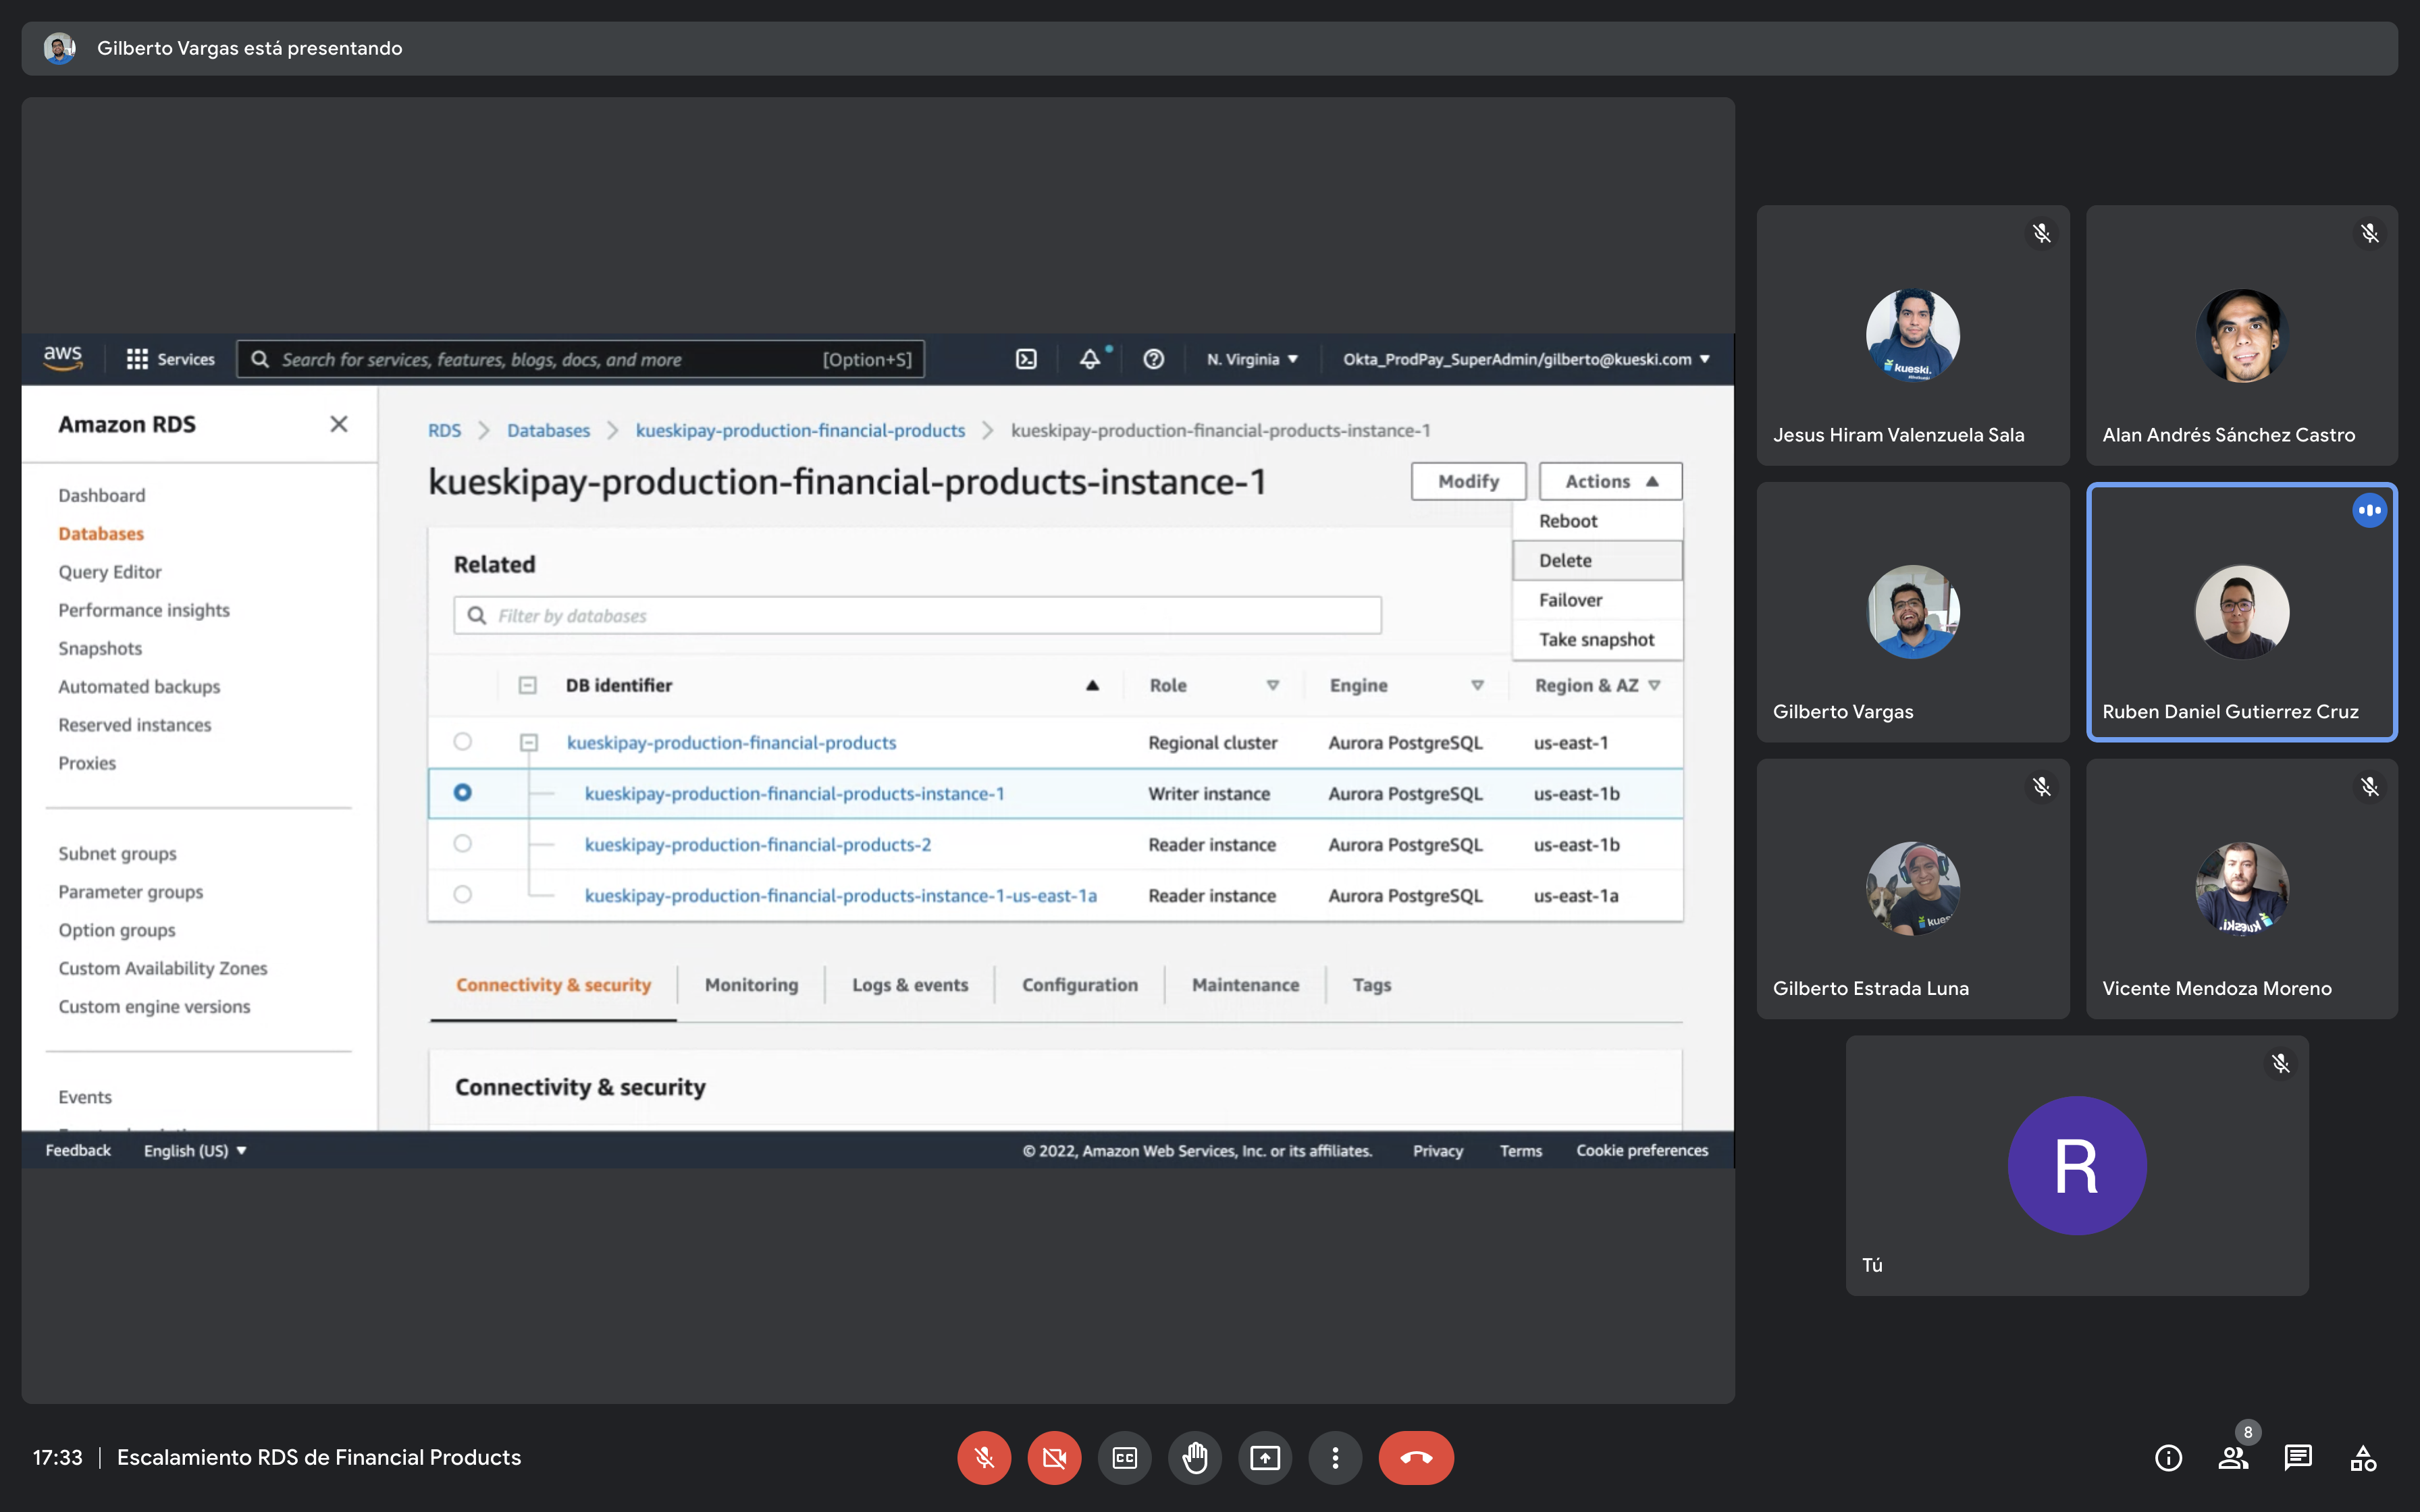 Gilberto Vargas está presentando
aws
Services
Search for services, features, blogs, docs, and more
[Option+S]
N. Virginia
Okta_ProdPay_SuperAdmin/gilberto@kueski.com
Amazon RDS
Dashboard
Databases
Query Editor
Performance insights
Snapshots
Automated backups
Reserved instances
Proxies
Subnet groups
Parameter groups
Option groups
Custom Availability Zones
Custom engine versions
Events
RDS
Databases
kueskipay-production-financial-products
kueskipay-production-financial-products-instance-1
kueskipay-production-financial-products-instance-1
Modify
Actions
Reboot
Delete
Failover
Take snapshot
Related
Filter by databases
DB identifier Role Engine Region & AZ
kueskipay-production-financial-products Regional cluster Aurora PostgreSQL us-east-1
kueskipay-production-financial-products-instance-1 Writer instance Aurora PostgreSQL us-east-1b
kueskipay-production-financial-products-2 Reader instance Aurora PostgreSQL us-east-1b
kueskipay-production-financial-products-instance-1-us-east-1a Reader instance Aurora PostgreSQL us-east-1a
Connectivity & security
Monitoring
Logs & events
Configuration
Maintenance
Tags
Connectivity & security
Feedback
English (US)
© 2022, Amazon Web Services, Inc. or its affiliates.
Privacy
Terms
Cookie preferences
kueski.
Jesus Hiram Valenzuela Sala
Alan Andrés Sánchez Castro
Gilberto Vargas
Ruben Daniel Gutierrez Cruz
Gilberto Estrada Luna
Vicente Mendoza Moreno
R
Tú
17:33
Escalamiento RDS de Financial Products
CC
8